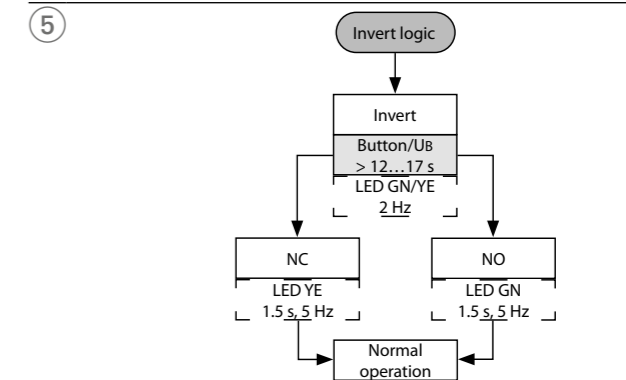 5
Invert logic
Invert
Button/UB
> 12…17 s
LED GN/YE
2 Hz
NC
NO
LED YE
1.5 s, 5 Hz
LED GN
1.5 s, 5 Hz
Normal
operation